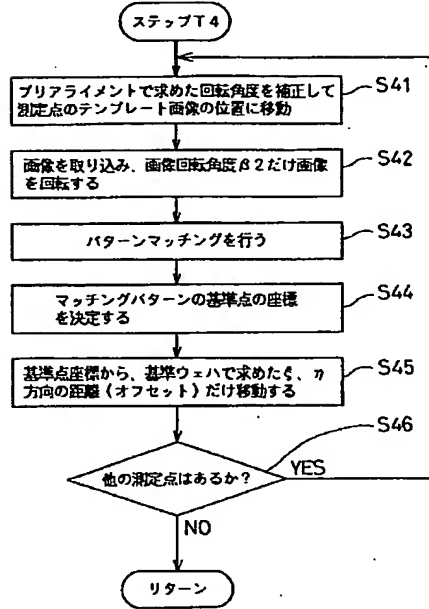 ステップT4
プリアライメントで求めた回転角度を補正して
測定点のテンプレート画像の位置に移動
S41
画像を取り込み、画像回転角度β2だけ画像
を回転する
S42
パターンマッチングを行う
S43
マッチングパターンの基準点の座標
を決定する
S44
基準点座標から、基準ウェハで求めたξ、η
方向の距離（オフセット）だけ移動する
S45
他の測定点はあるか？
S46
YES
NO
リターン